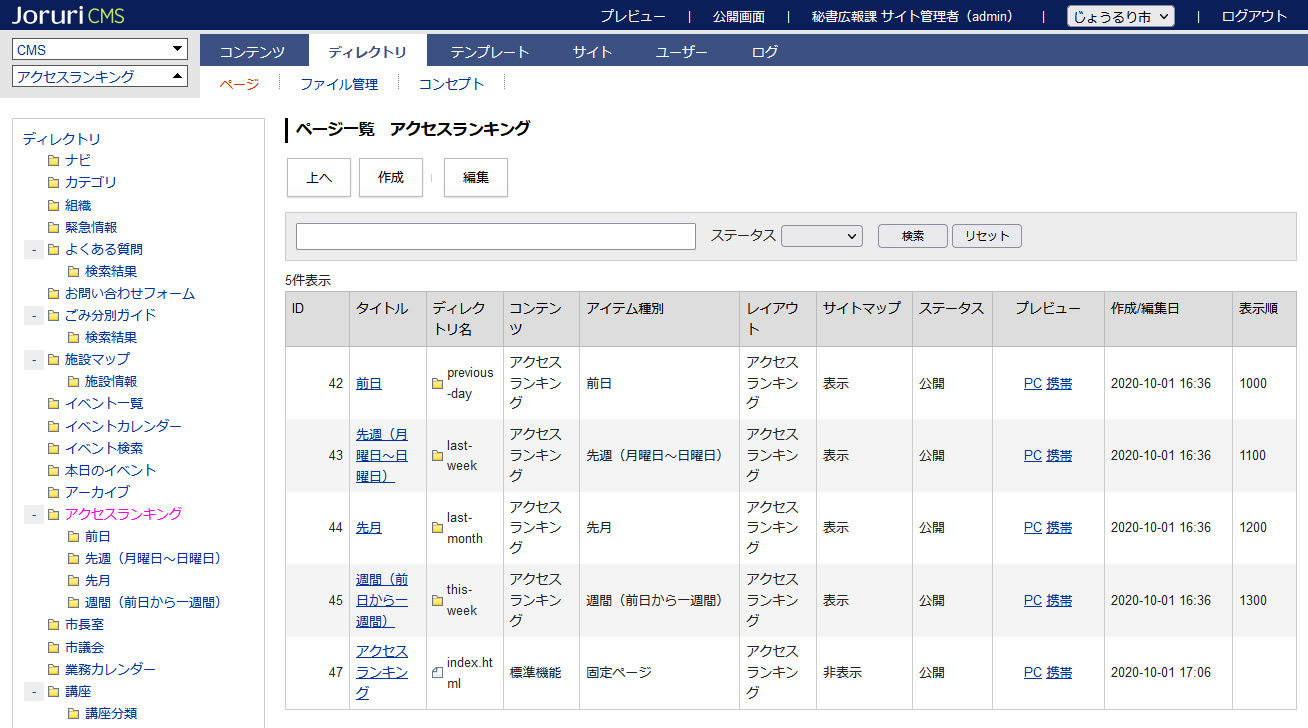 Joruri CMS
プレビュー | 公開画面 | 秘書広報課 サイト管理者（admin） | じょうるり市 | ログアウト
CMS
アクセスランキング
コンテンツ ディレクトリ テンプレート サイト ユーザー ログ
ページ ファイル管理 コンセプト
ディレクトリ
ナビ
カテゴリ
組織
緊急情報
- よくある質問
検索結果
お問い合わせフォーム
- ごみ分別ガイド
検索結果
- 施設マップ
施設情報
イベント一覧
イベントカレンダー
イベント検索
本日のイベント
アーカイブ
- アクセスランキング
前日
先週（月曜日～日曜日）
先月
週間（前日から一週間）
市長室
市議会
業務カレンダー
- 講座
講座分類
ページ一覧 アクセスランキング
上へ 作成 | 編集
ステータス 検索 リセット
5件表示
ID タイトル ディレクトリ名 コンテンツ アイテム種別 レイアウト サイトマップ ステータス プレビュー 作成/編集日 表示順
42 前日 previous-day アクセスランキング 前日 アクセスランキング 表示 公開 PC 携帯 2020-10-01 16:36 1000
43 先週（月曜日～日曜日） last-week アクセスランキング 先週（月曜日～日曜日） アクセスランキング 表示 公開 PC 携帯 2020-10-01 16:36 1100
44 先月 last-month アクセスランキング 先月 アクセスランキング 表示 公開 PC 携帯 2020-10-01 16:36 1200
45 週間（前日から一週間） this-week アクセスランキング 週間（前日から一週間） アクセスランキング 表示 公開 PC 携帯 2020-10-01 16:36 1300
47 アクセスランキング index.html 標準機能 固定ページ アクセスランキング 非表示 公開 PC 携帯 2020-10-01 17:06